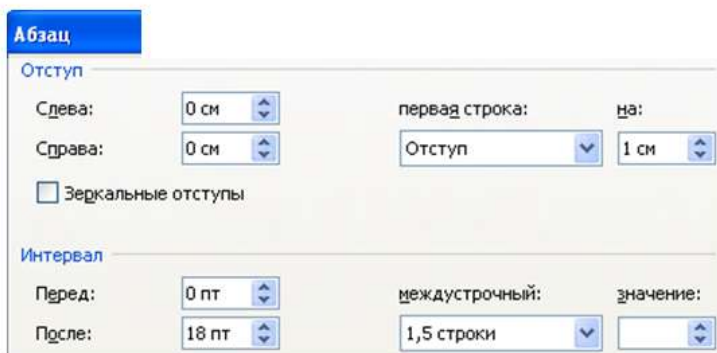 Абзац
Отступ
Слева: 0 см первая строка: на:
Справа: 0 см Отступ 1 см
Зеркальные отступы
Интервал
Перед: 0 пт междустрочный: значение:
После: 18 пт 1,5 строки